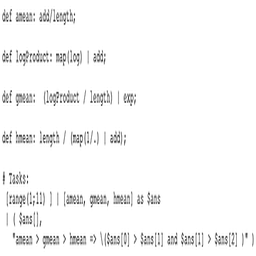 def amean: add/length;
def logProduct: map(log) | add;
def gmean:  (logProduct / length) | exp;
def hmean: length / (map(1/.) | add);
# Tasks:
[range(1;11) ] | [amean, gmean, hmean] as $ans
| ( $ans[],
"amean > gmean > hmean => \($ans[0] > $ans[1] and $ans[1] > $ans[2] )" )